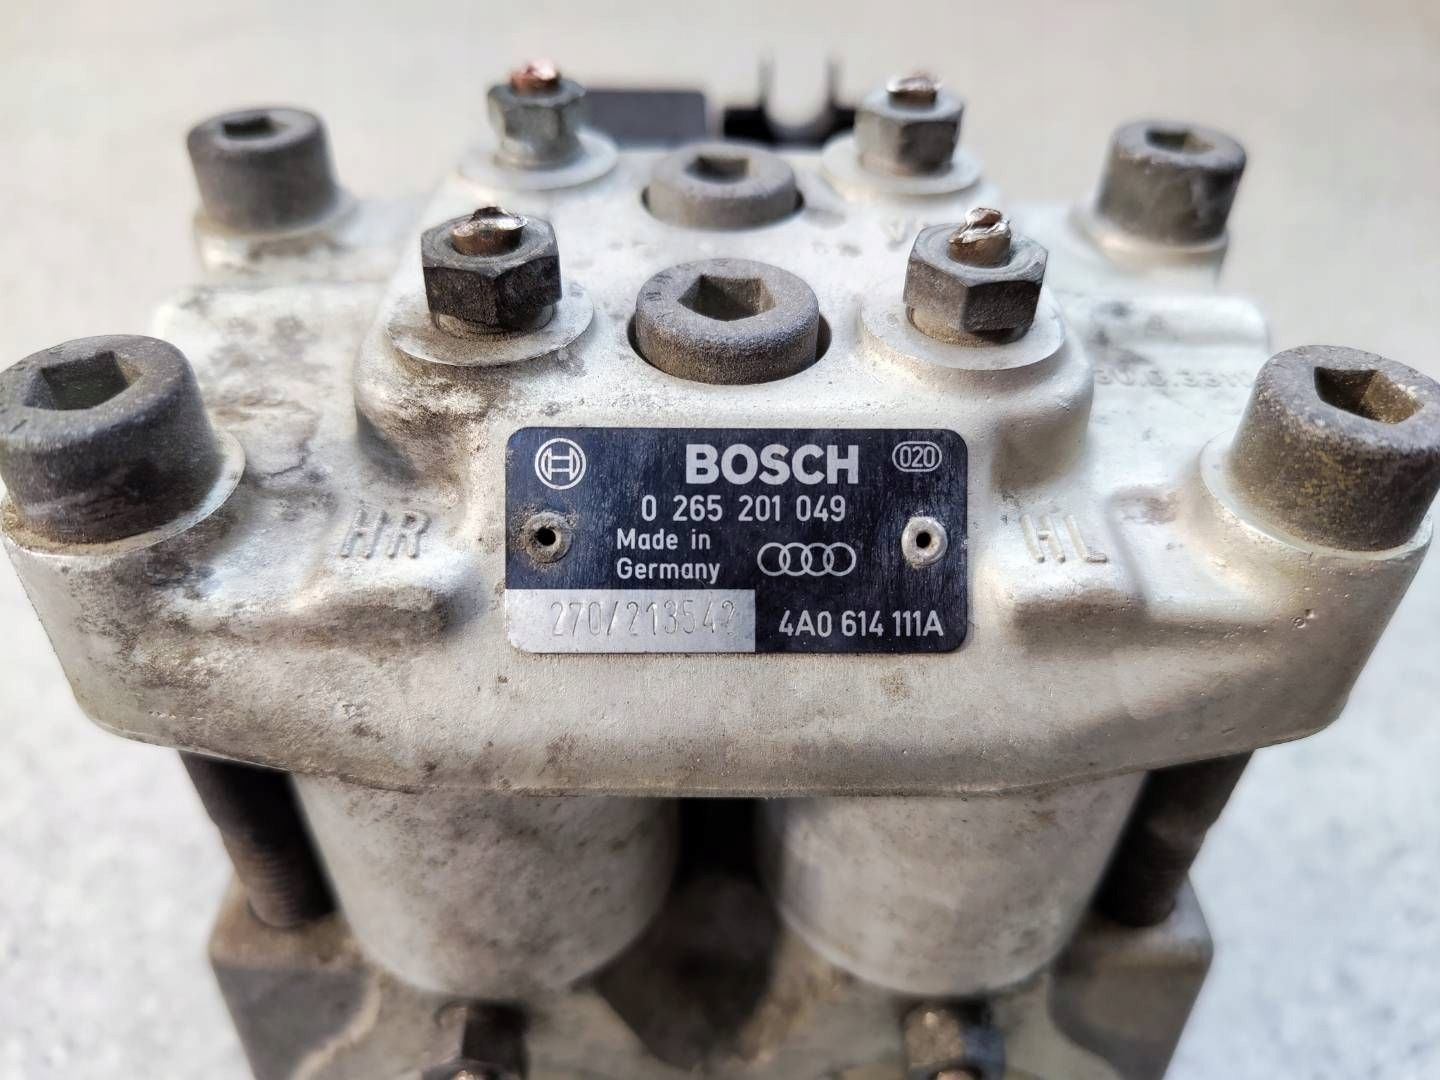 BOSCH
020
0 265 201 049
Made in
Germany
270/213542
4A0 614 111A
HR
HL